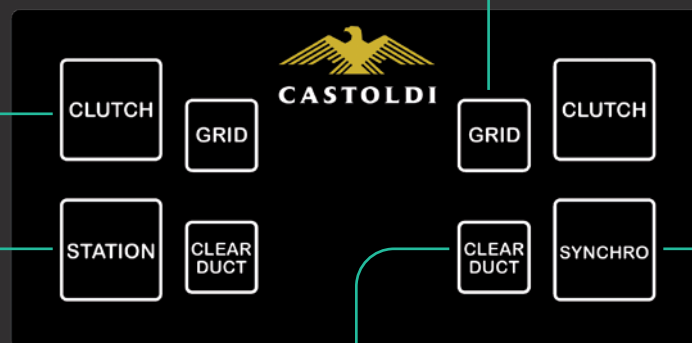 CASTOLDI
CLUTCH
GRID
GRID
CLUTCH
STATION
CLEAR
DUCT
CLEAR
DUCT
SYNCHRO